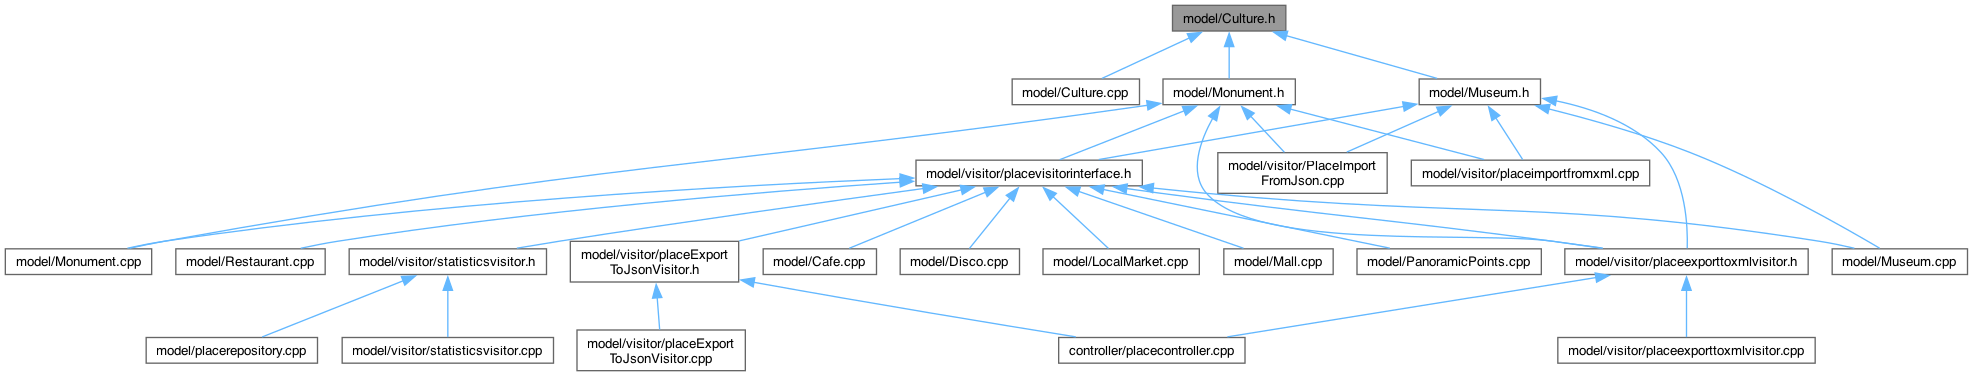 model/Culture.h
model/Culture.cpp
model/Monument.h
model/Museum.h
model/visitor/placevisitorinterface.h
model/visitor/PlaceImport
FromJson.cpp
model/visitor/placeimportfromxml.cpp
model/Monument.cpp
model/Restaurant.cpp
model/visitor/statisticsvisitor.h
model/visitor/placeExport
ToJsonVisitor.h
model/Cafe.cpp
model/Disco.cpp
model/LocalMarket.cpp
model/Mall.cpp
model/PanoramicPoints.cpp
model/visitor/placeexporttoxmlvisitor.h
model/Museum.cpp
model/placerepository.cpp
model/visitor/statisticsvisitor.cpp
model/visitor/placeExport
ToJsonVisitor.cpp
controller/placecontroller.cpp
model/visitor/placeexporttoxmlvisitor.cpp